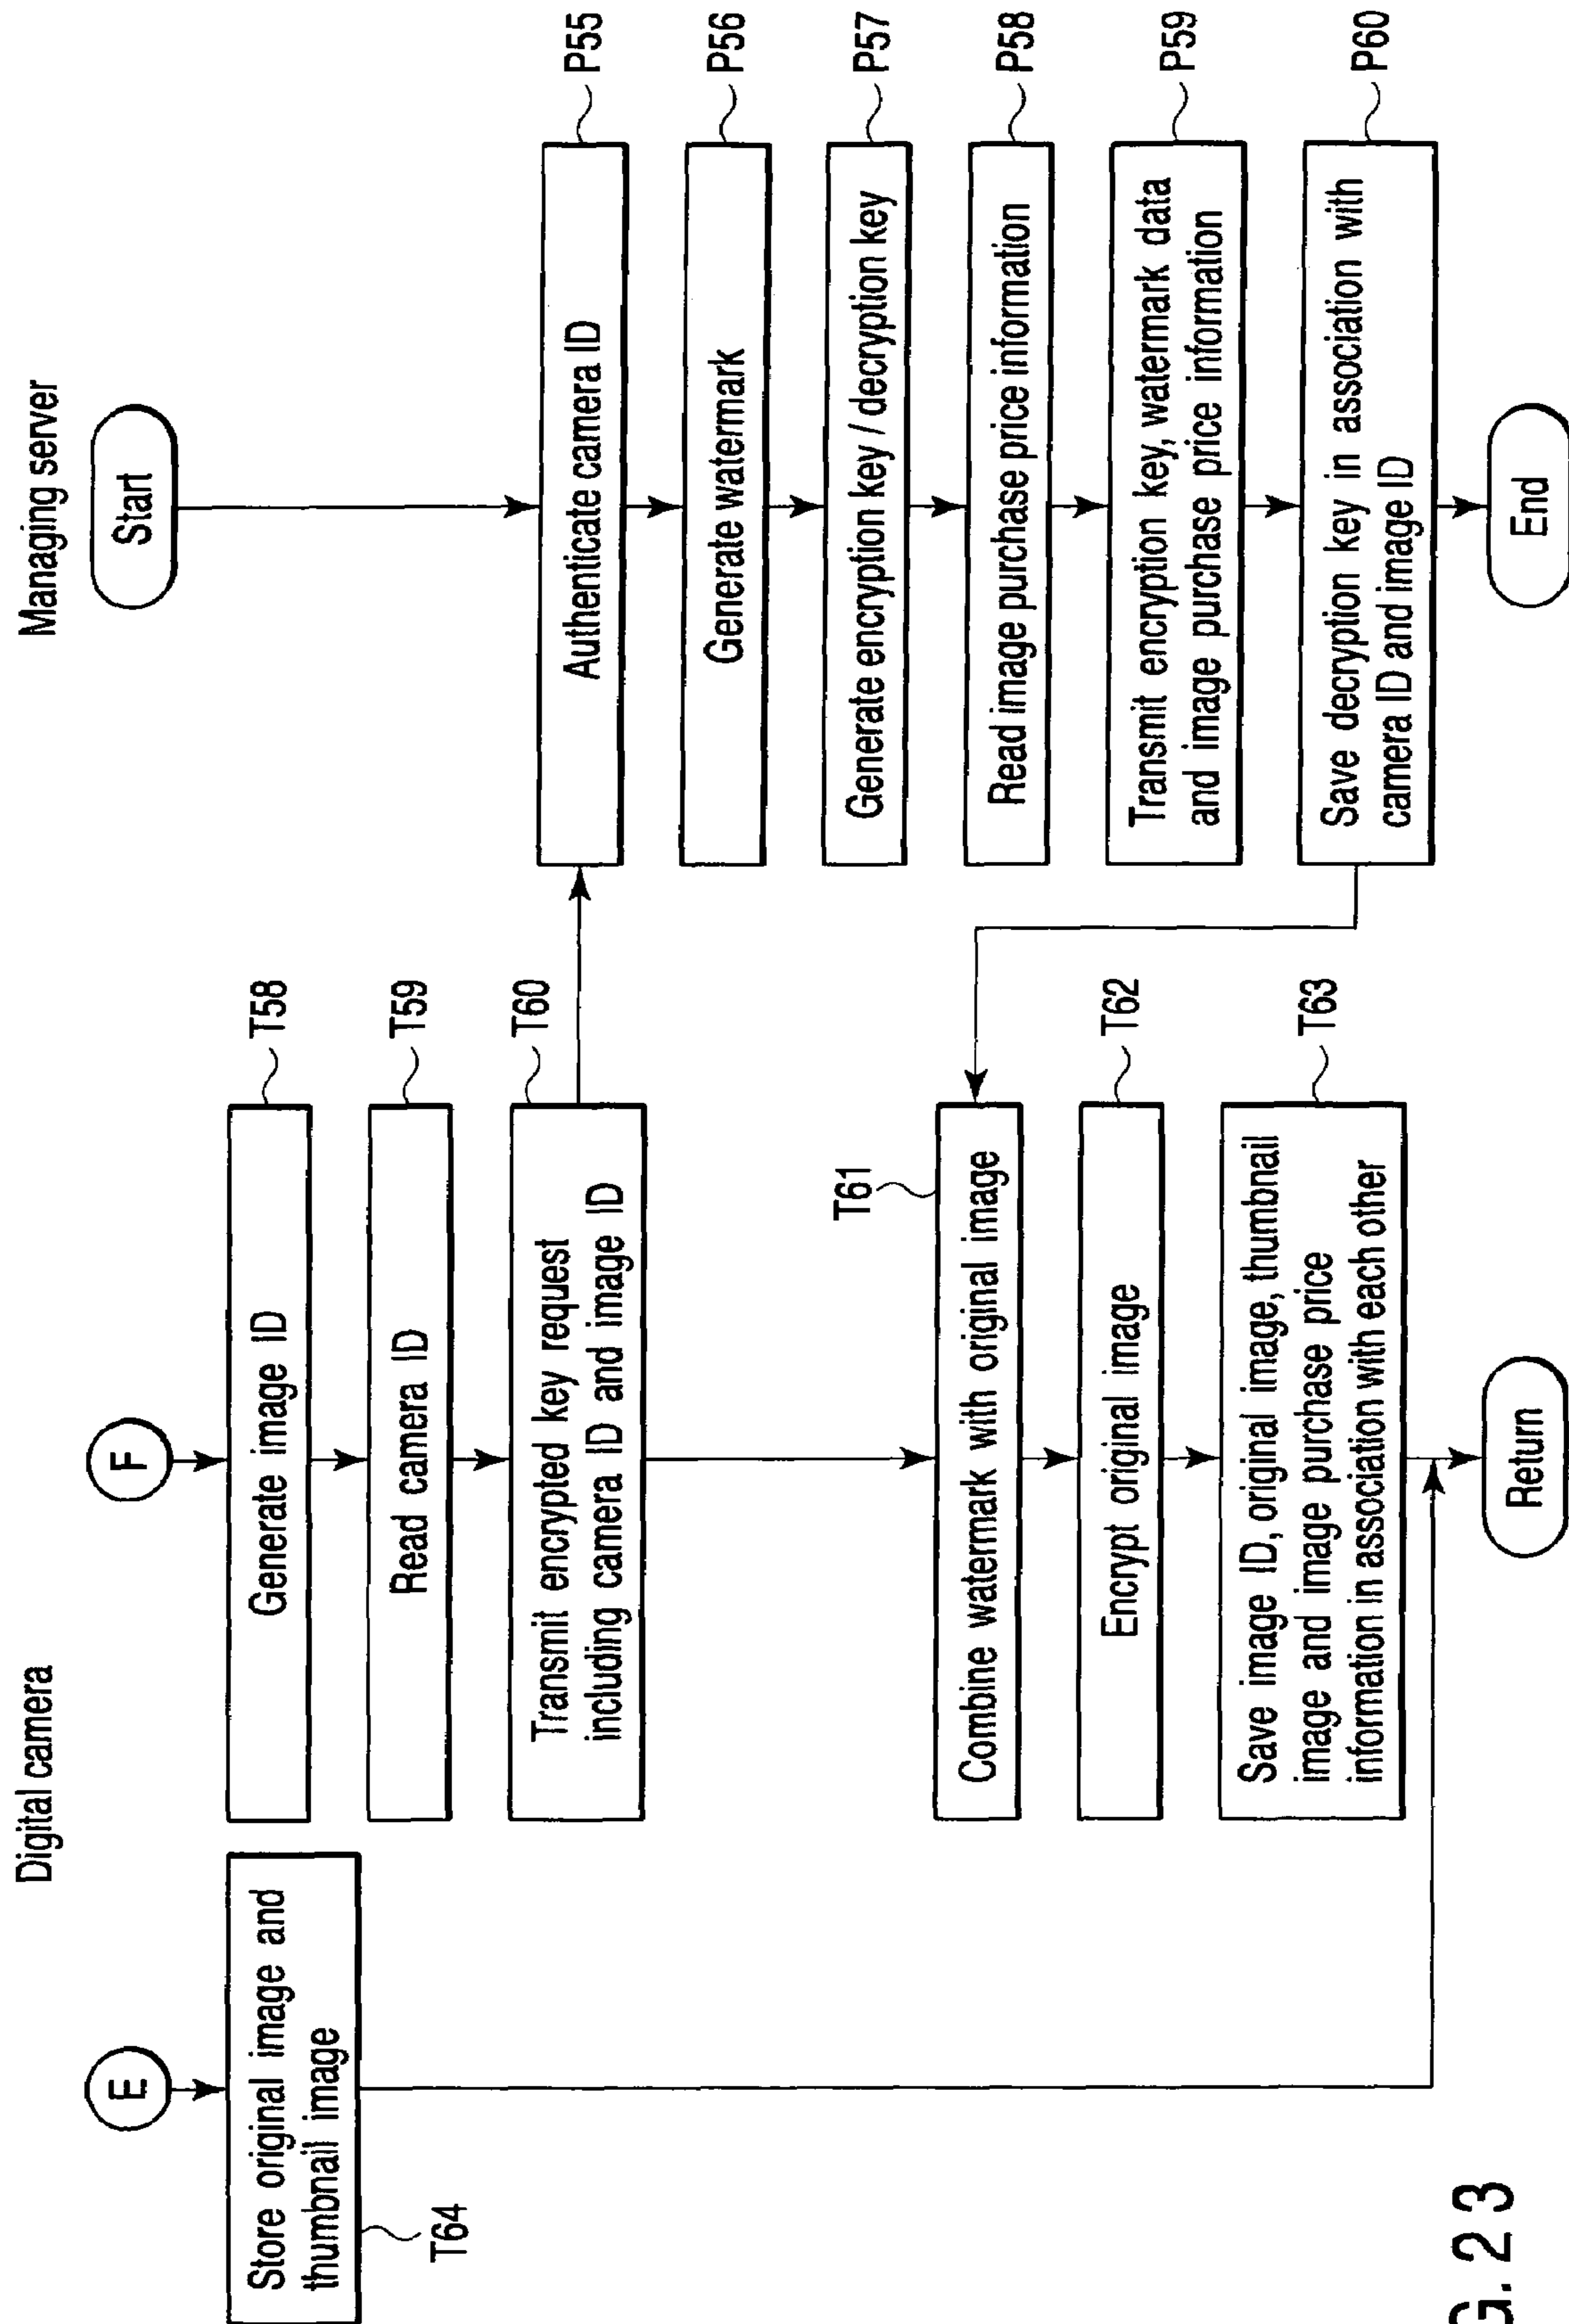 Digital camera
Managing server
E
Store original image and
thumbnail image
T64
F
Generate image ID
T58
Read camera ID
T59
Transmit encrypted key request
including camera ID and image ID
T60
Combine watermark with original image
T61
Encrypt original image
T62
Save image ID, original image, thumbnail
image and image purchase price
information in association with each other
T63
Return
Start
Authenticate camera ID
P55
Generate watermark
P56
Generate encryption key / decryption key
P57
Read image purchase price information
P58
Transmit encryption key, watermark data
and image purchase price information
P59
Save decryption key in association with
camera ID and image ID
P60
End
G. 23